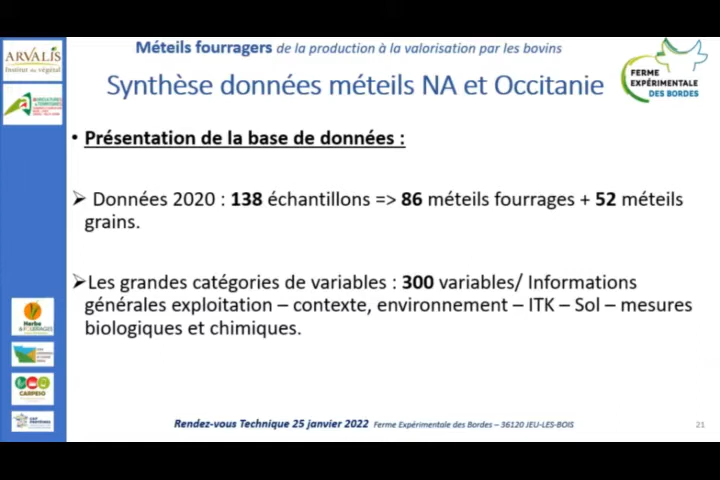 Méteils fourragers de la production à la valorisation par les bovins
ARVALIS
Institut du végétal
Synthèse données méteils NA et Occitanie
FERME
EXPÉRIMENTALE
DES BORDES
• Présentation de la base de données :
➢ Données 2020 : 138 échantillons => 86 méteils fourrages + 52 méteils
grains.
➢Les grandes catégories de variables : 300 variables/ Informations
générales exploitation – contexte, environnement – ITK – Sol – mesures
biologiques et chimiques.
Herbe
& FOURRAGES
CARPEIO
CAP PROTÉINES
Rendez-vous Technique 25 janvier 2022 Ferme Expérimentale des Bordes – 36120 JEU-LES-BOIS
21